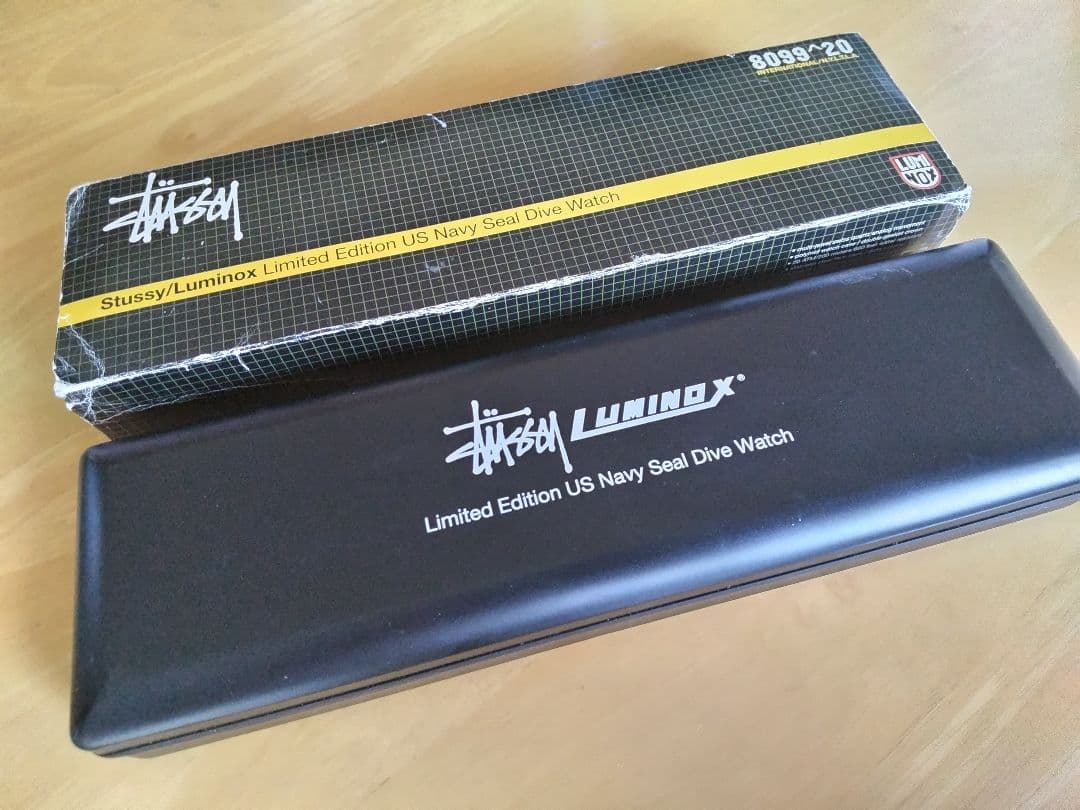 8099^20
INTERNATIONAL/N.Y.L.T.L.A.
Stüssy
LUMI
NOX
Stussy/Luminox Limited Edition US Navy Seal Dive Watch
Stüssy LUMINOX®
Limited Edition US Navy Seal Dive Watch